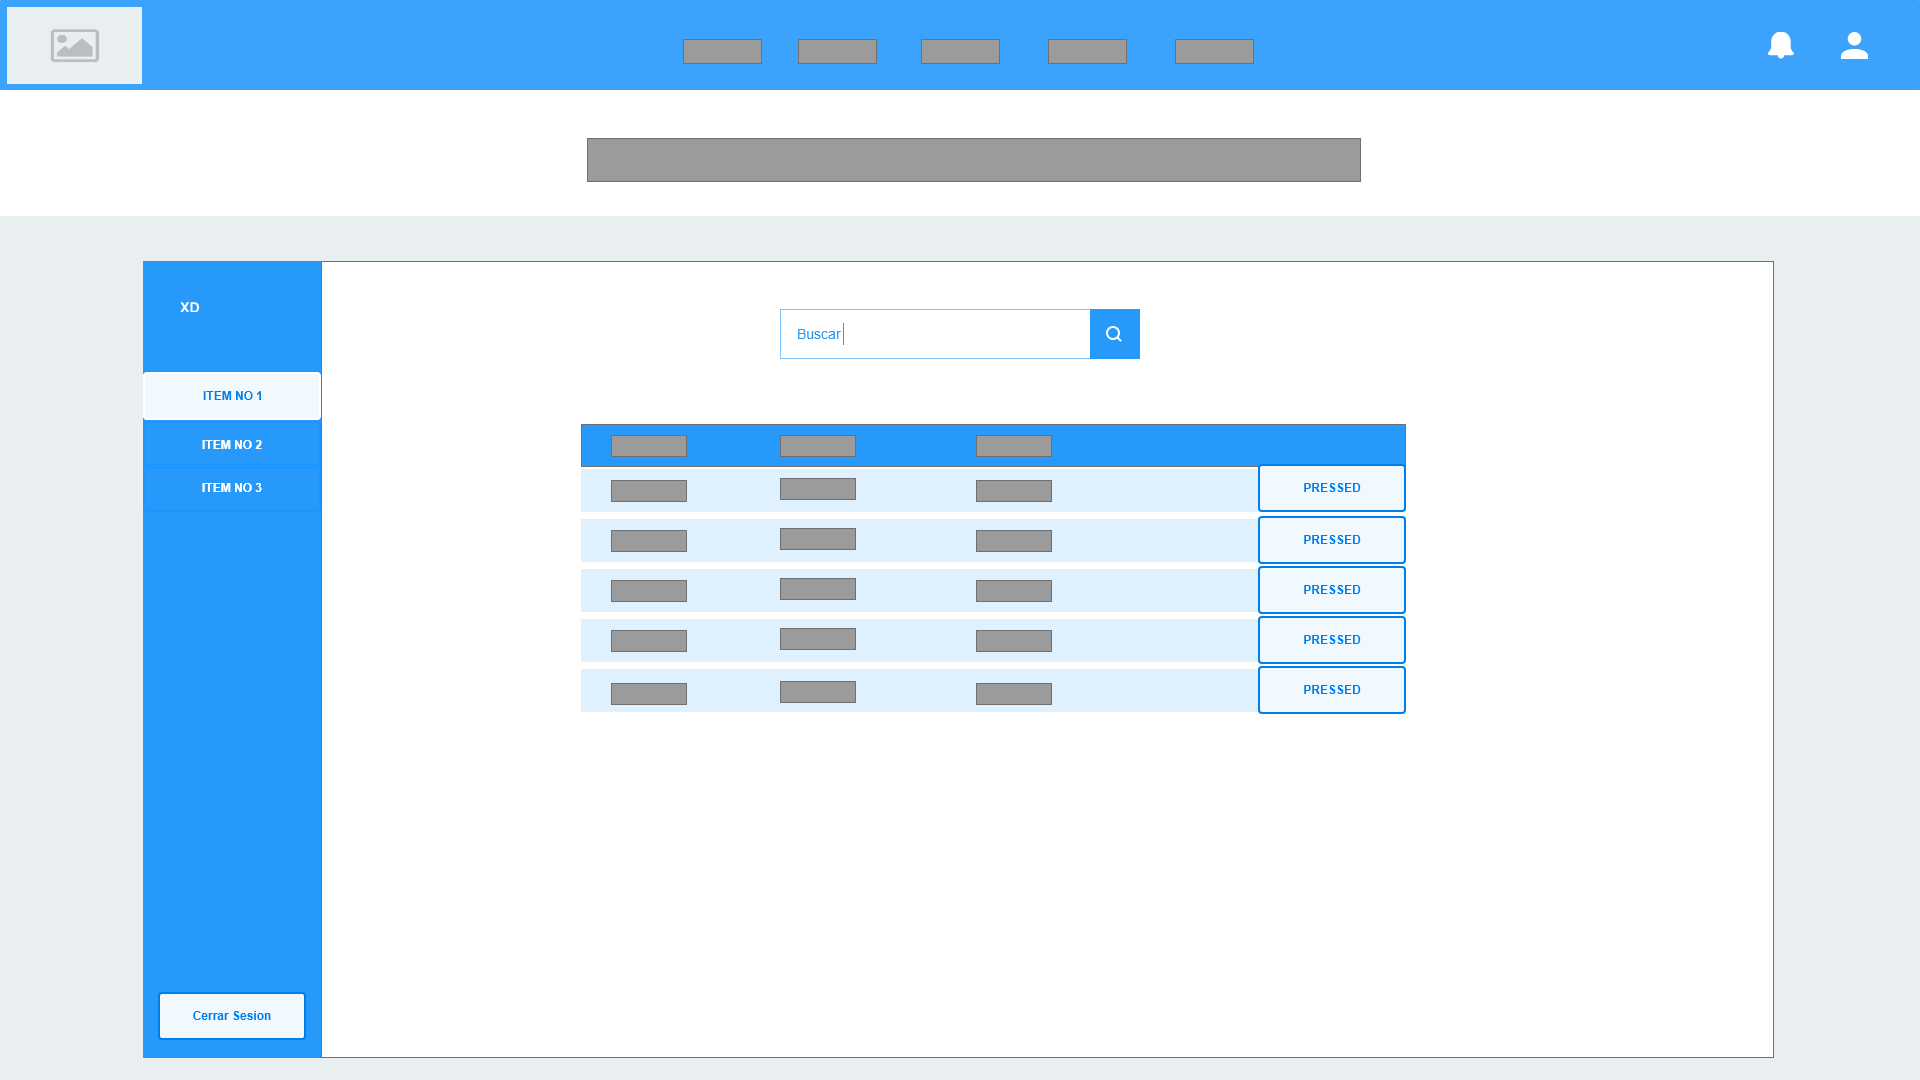 XD
Buscar
ITEM NO 1
ITEM NO 2
ITEM NO 3
PRESSED
PRESSED
PRESSED
PRESSED
PRESSED
Cerrar Sesion